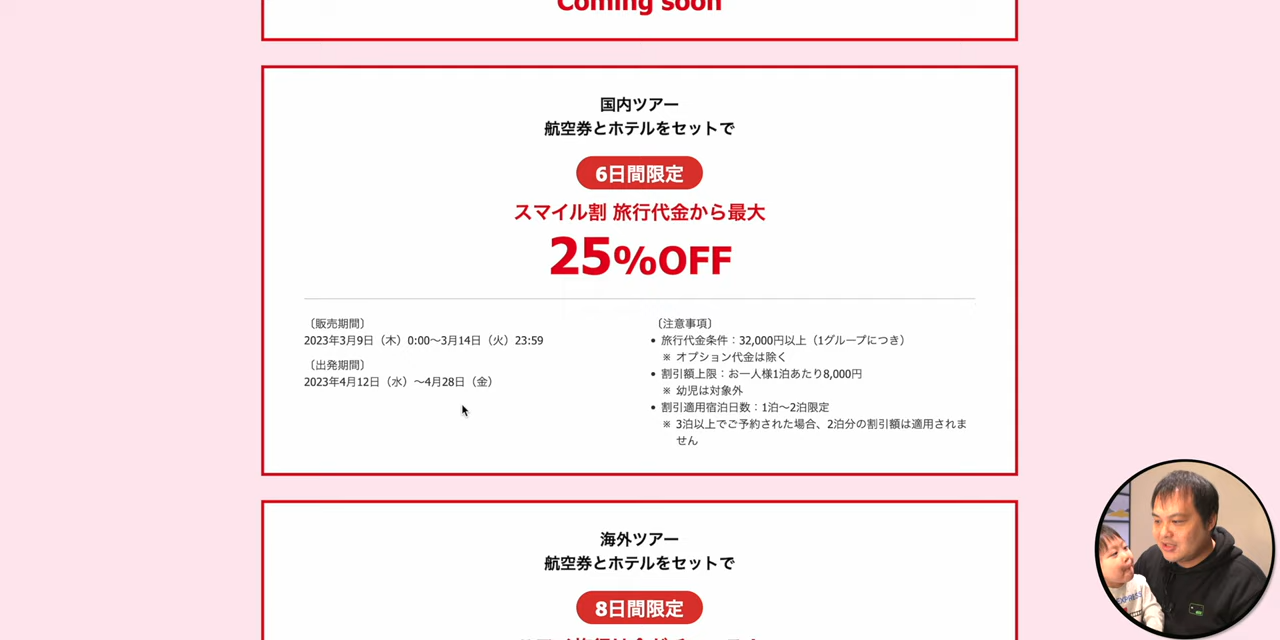 Coming soon
国内ツアー
航空券とホテルをセットで
6日間限定
スマイル割 旅行代金から最大
25%OFF
〔販売期間〕
2023年3月9日（木）0:00〜3月14日（火）23:59
〔出発期間〕
2023年4月12日（水）〜4月28日（金）
〔注意事項〕
• 旅行代金条件：32,000円以上（1グループにつき）
※ オプション代金は除く
• 割引額上限：お一人様1泊あたり8,000円
※ 幼児は対象外
• 割引適用宿泊日数：1泊〜2泊限定
※ 3泊以上でご予約された場合、2泊分の割引額は適用されま
せん
海外ツアー
航空券とホテルをセットで
8日間限定